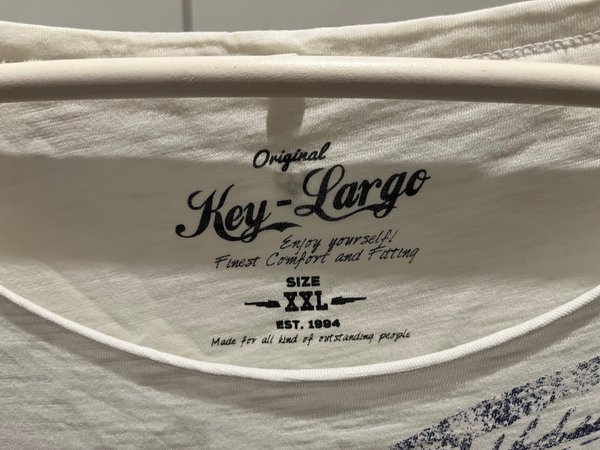 Original
Key-Largo
Enjoy yourself!
Finest Comfort and Fitting
SIZE
XXL
EST. 1994
Made for all kind of outstanding people